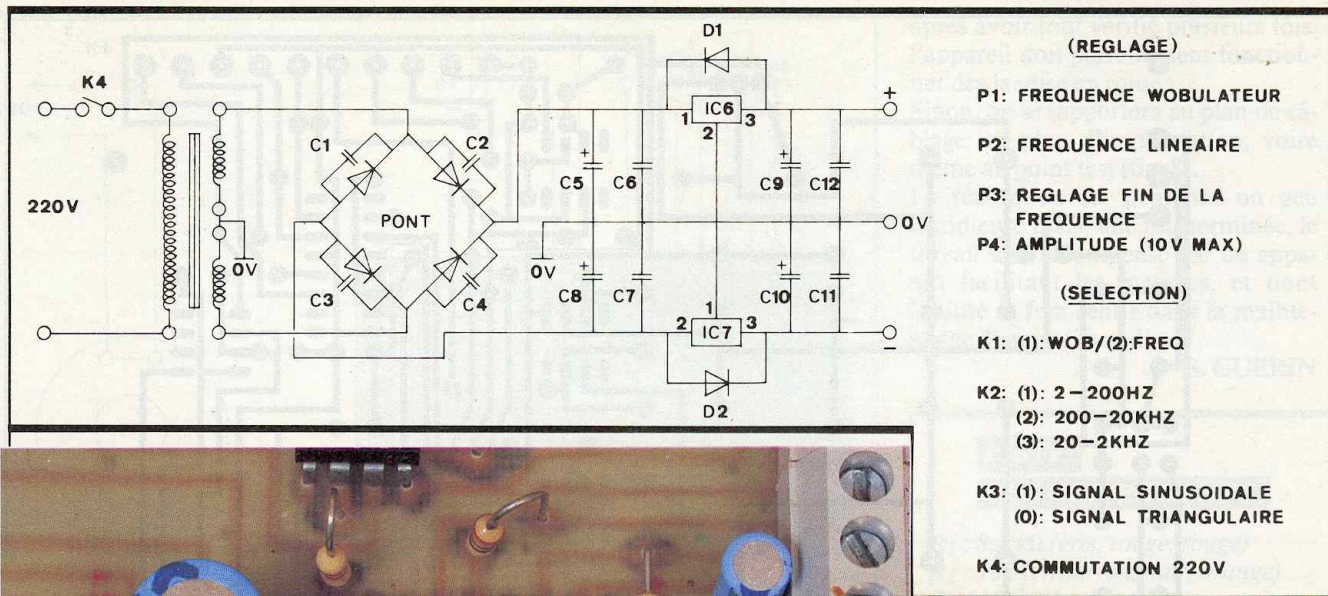 K4
220V
0V
C1
C2
PONT
C3
C4
0V
D1
1 IC6 3
2
+
C5
C6
+
C9
C12
+
0V
+
C8
C7
+
C10
C11
1
2 IC7 3
−
D2
(REGLAGE)
P1: FREQUENCE WOBULATEUR
P2: FREQUENCE LINEAIRE
P3: REGLAGE FIN DE LA
FREQUENCE
P4: AMPLITUDE (10V MAX)
(SELECTION)
K1: (1): WOB/(2):FREQ
K2: (1): 2-200HZ
(2): 200-20KHZ
(3): 20-2KHZ
K3: (1): SIGNAL SINUSOIDALE
(0): SIGNAL TRIANGULAIRE
K4: COMMUTATION 220V
S. GUERIN